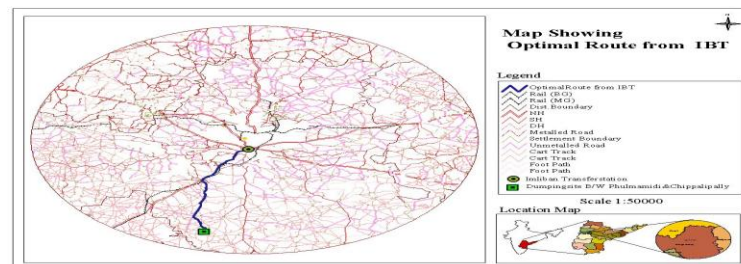 Map Showing
Optimal Route from IBT
Legend
OptimalRoute from IBT
Rail (BG)
Rail (MG)
Dist.Boundary
NH
SH
DH
Metalled Road
Settlement Boundary
Unmetalled Road
Cart Track
Cart Track
Foot Path
Foot Path
Imliban Transferstation
Dumpingsite B/W Phulmamidi &Chippalipally
Scale 1:50000
Location Map